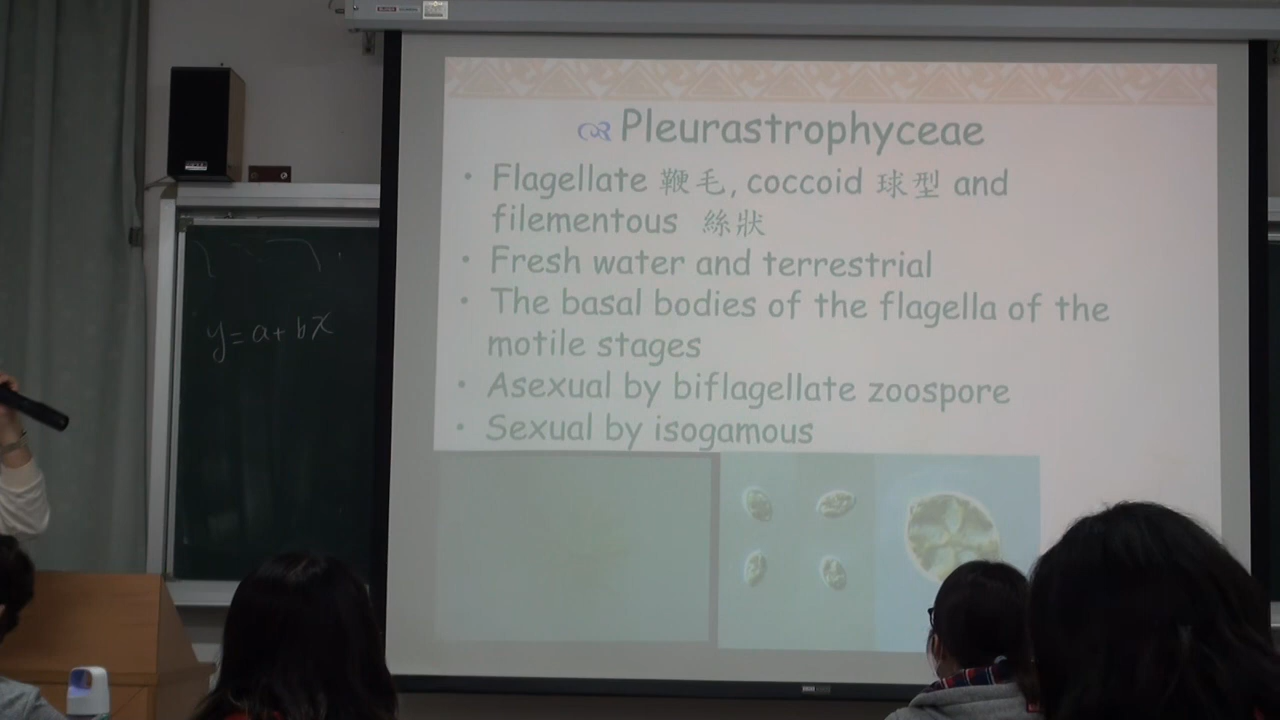 Pleurastrophyceae
• Flagellate 鞭毛, coccoid 球型 and
filementous 絲狀
• Fresh water and terrestrial
• The basal bodies of the flagella of the
motile stages
• Asexual by biflagellate zoospore
• Sexual by isogamous
y=a+bx